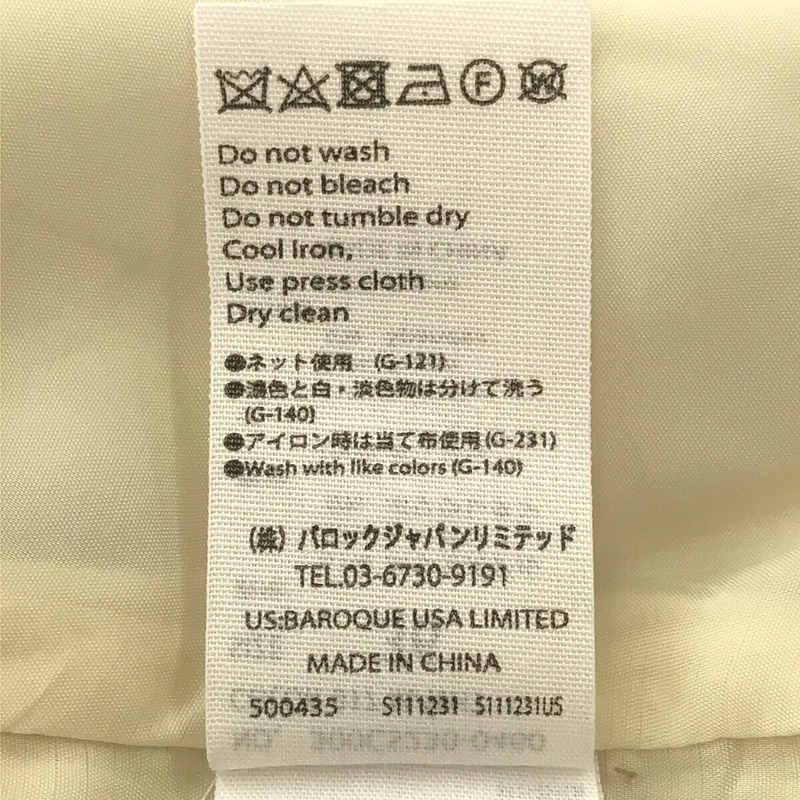 F W
Do not wash
Do not bleach
Do not tumble dry
Cool Iron,
Use press cloth
Dry clean
●ネット使用 (G-121)
●濃色と白・淡色物は分けて洗う
(G-140)
●アイロン時は当て布使用(G-231)
●Wash with like colors (G-140)
(株) バロックジャパンリミテッド
TEL.03-6730-9191
US:BAROQUE USA LIMITED
MADE IN CHINA
500435 S111231 S111231US